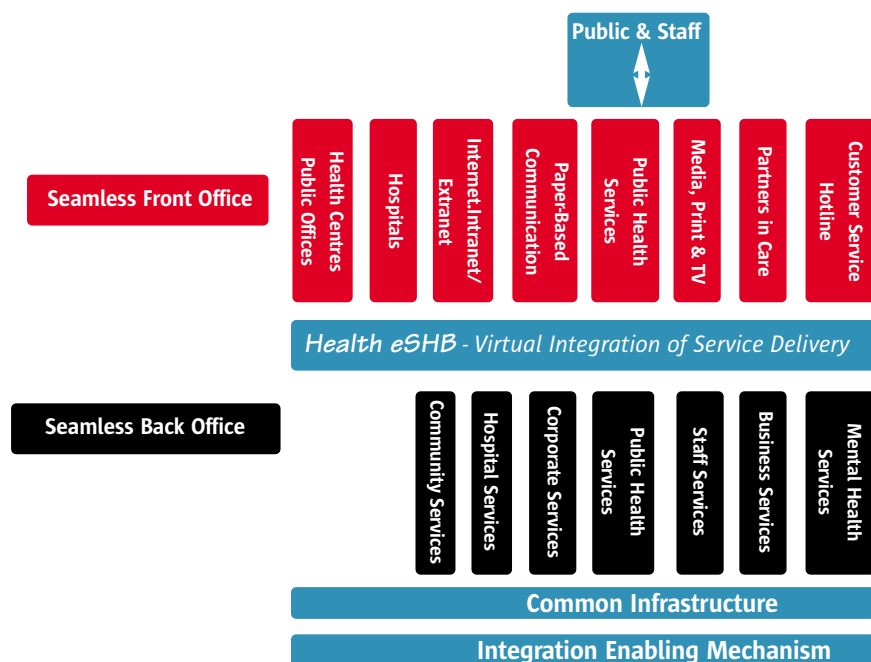 Public & Staff
Seamless Front Office
Health Centres
Public Offices
Hospitals
Internet.Intranet/
Extranet
Paper-Based
Communication
Public Health
Services
Media, Print & TV
Partners in Care
Customer Service
Hotline
Health eSHB - Virtual Integration of Service Delivery
Seamless Back Office
Community Services
Hospital Services
Corporate Services
Public Health
Services
Staff Services
Business Services
Mental Health
Services
Common Infrastructure
Integration Enabling Mechanism